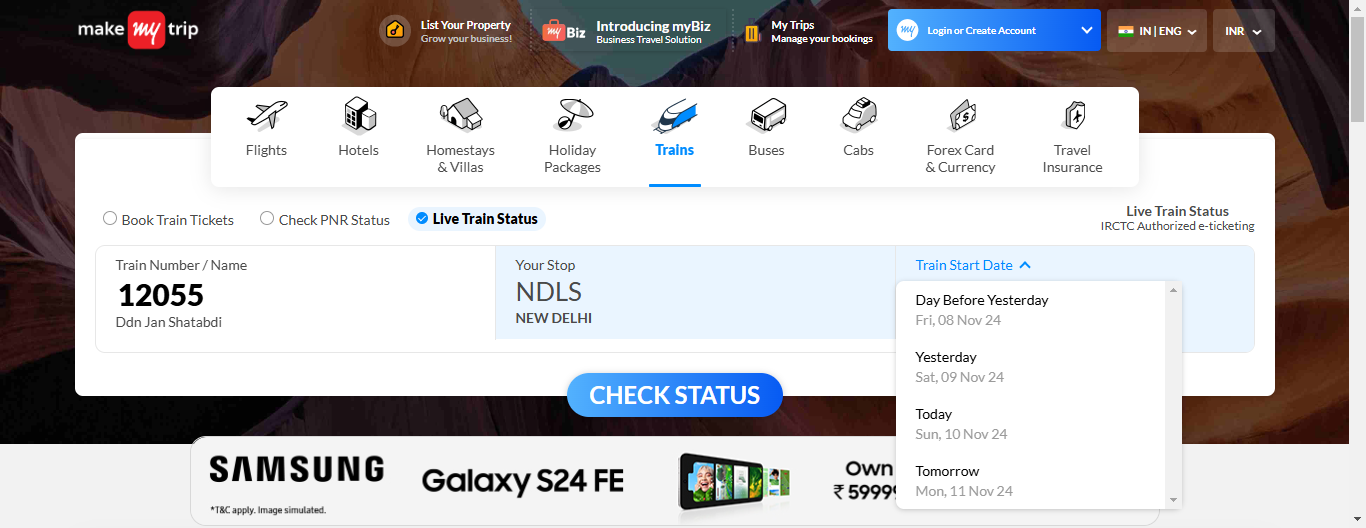 make my trip
List Your Property
Grow your business!
my Biz
Introducing myBiz
Business Travel Solution
My Trips
Manage your bookings
my
Login or Create Account
IN | ENG
INR
Flights
Hotels
Homestays
& Villas
Holiday
Packages
Trains
Buses
Cabs
Forex Card
& Currency
Travel
Insurance
Book Train Tickets
Check PNR Status
Live Train Status
Live Train Status
IRCTC Authorized e-ticketing
Train Number / Name
12055
Ddn Jan Shatabdi
Your Stop
NDLS
NEW DELHI
Train Start Date
Day Before Yesterday
Fri, 08 Nov 24
Yesterday
Sat, 09 Nov 24
Today
Sun, 10 Nov 24
Tomorrow
Mon, 11 Nov 24
CHECK STATUS
SAMSUNG
*T&C apply. Image simulated.
Galaxy S24 FE
Own
₹ 59999